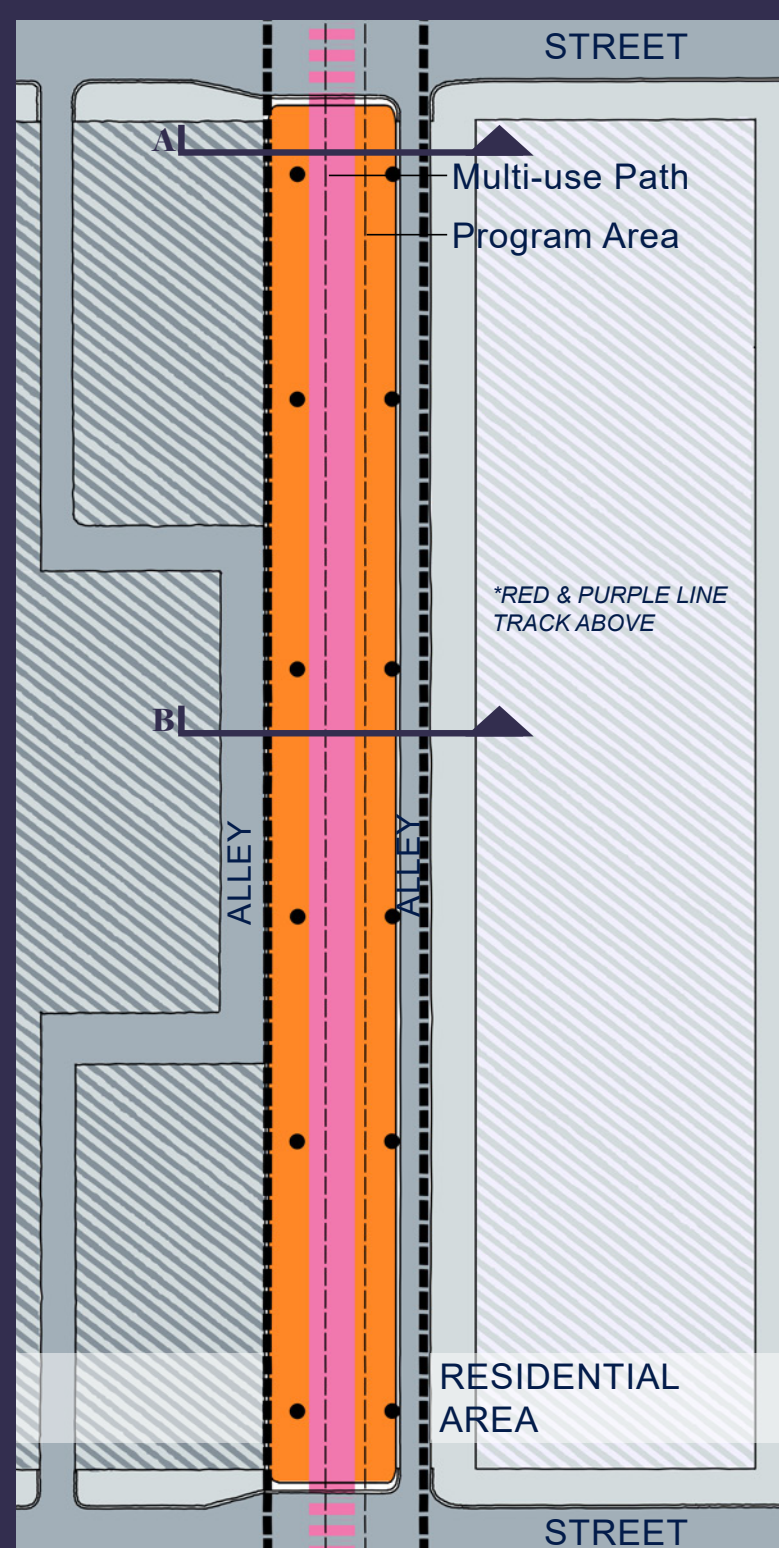 STREET
A
Multi-use Path
Program Area
*RED & PURPLE LINE
TRACK ABOVE
B
ALLEY
ALLEY
RESIDENTIAL
AREA
STREET